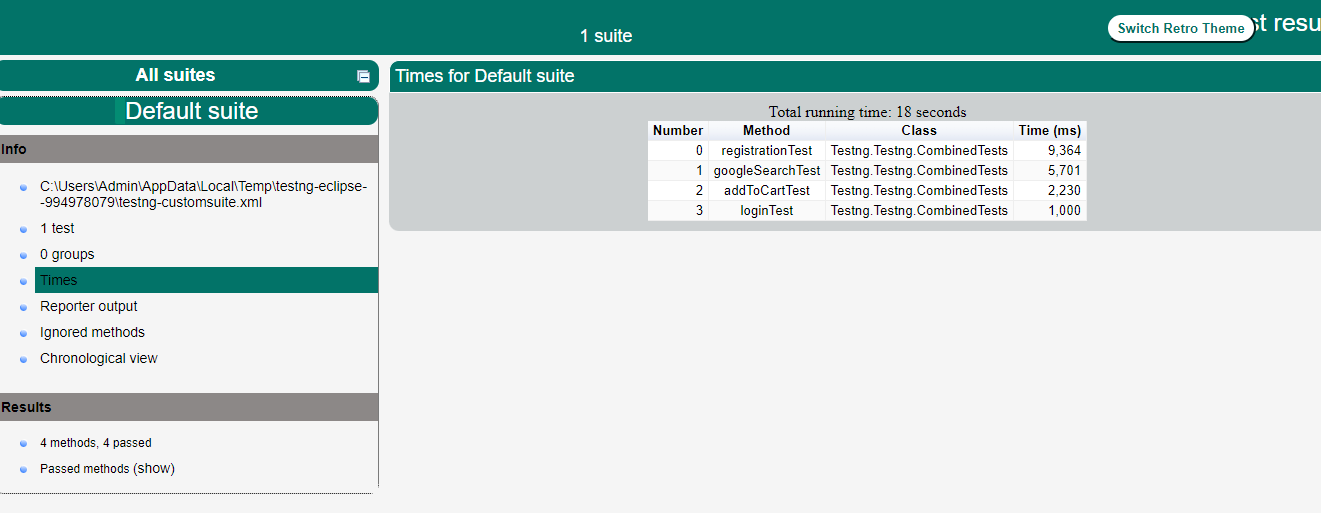 1 suite
Switch Retro Theme
All suites
Default suite
Info
C:\Users\Admin\AppData\Local\Temp\testng-eclipse-
-994978079\testng-customsuite.xml
1 test
0 groups
Times
Reporter output
Ignored methods
Chronological view
Results
4 methods, 4 passed
Passed methods (show)
Times for Default suite
Total running time: 18 seconds
Number Method Class Time (ms)
0 registrationTest Testng.Testng.CombinedTests 9,364
1 googleSearchTest Testng.Testng.CombinedTests 5,701
2 addToCartTest Testng.Testng.CombinedTests 2,230
3 loginTest Testng.Testng.CombinedTests 1,000